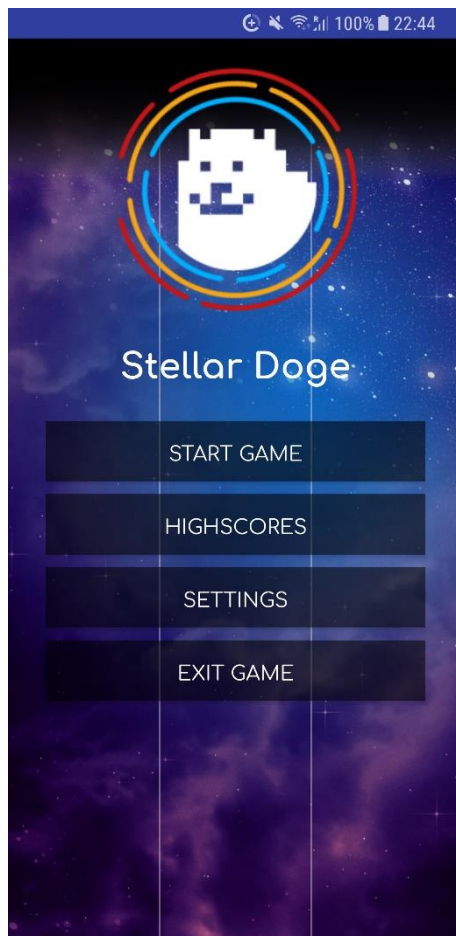 100% 22:44
Stellar Doge
START GAME
HIGHSCORES
SETTINGS
EXIT GAME